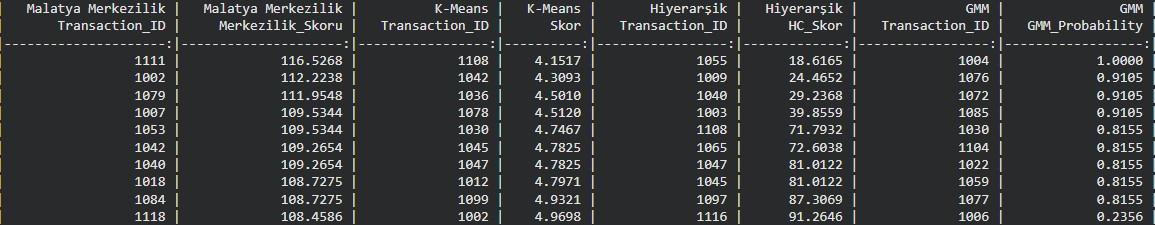 Malatya Merkezilik | Malatya Merkezilik | K-Means | K-Means | Hiyerarşik | Hiyerarşik | GMM | GMM |
Transaction_ID | Merkezilik_Skoru | Transaction_ID | Skor | Transaction_ID | HC_Skor | Transaction_ID | GMM_Probability |
-------------------:|-------------------:|---------------:|---------:|---------------:|-------------:|---------------:|-----------------:|
1111 | 116.5268 | 1108 | 4.1517 | 1055 | 18.6165 | 1004 | 1.0000 |
1002 | 112.2238 | 1042 | 4.3093 | 1009 | 24.4652 | 1076 | 0.9105 |
1079 | 111.9548 | 1036 | 4.5010 | 1040 | 29.2368 | 1072 | 0.9105 |
1007 | 109.5344 | 1078 | 4.5120 | 1003 | 39.8559 | 1085 | 0.9105 |
1053 | 109.5344 | 1030 | 4.7467 | 1108 | 71.7932 | 1030 | 0.8155 |
1042 | 109.2654 | 1045 | 4.7825 | 1065 | 72.6038 | 1104 | 0.8155 |
1040 | 109.2654 | 1047 | 4.7825 | 1047 | 81.0122 | 1022 | 0.8155 |
1018 | 108.7275 | 1012 | 4.7971 | 1045 | 81.0122 | 1059 | 0.8155 |
1084 | 108.7275 | 1099 | 4.9321 | 1097 | 87.3069 | 1077 | 0.8155 |
1118 | 108.4586 | 1002 | 4.9698 | 1116 | 91.2646 | 1006 | 0.2356 |